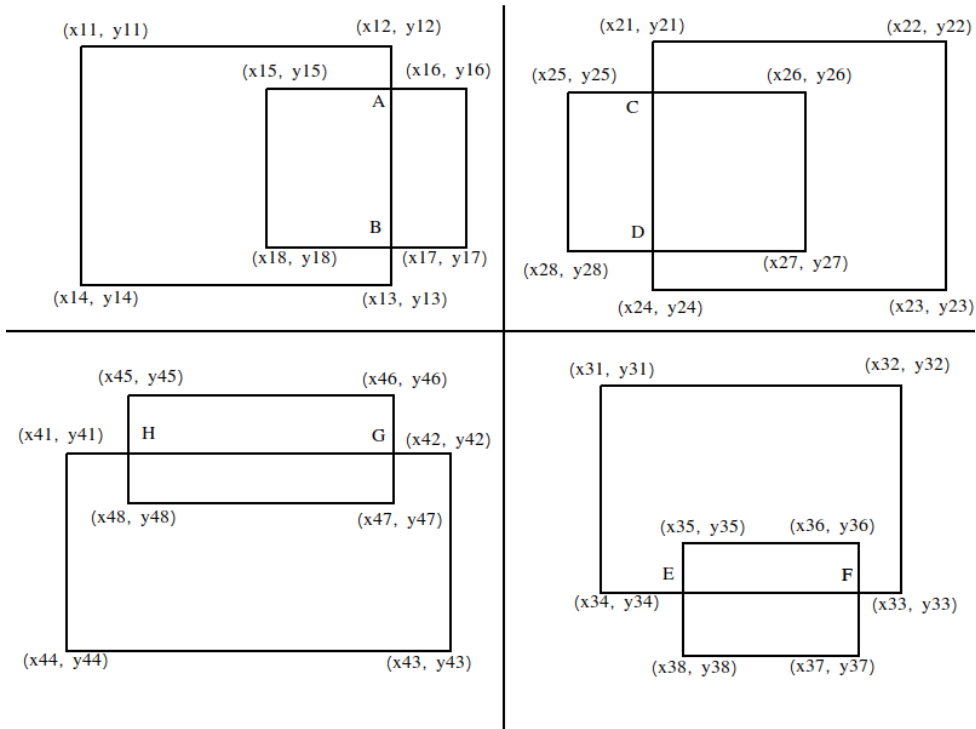 (x11, y11)
(x12, y12)
(x15, y15)
(x16, y16)
A
B
(x18, y18)
(x17, y17)
(x14, y14)
(x13, y13)
(x21, y21)
(x22, y22)
(x25, y25)
(x26, y26)
C
D
(x28, y28)
(x27, y27)
(x24, y24)
(x23, y23)
(x45, y45)
(x46, y46)
(x41, y41)
H
G
(x42, y42)
(x48, y48)
(x47, y47)
(x44, y44)
(x43, y43)
(x31, y31)
(x32, y32)
(x35, y35)
(x36, y36)
E
F
(x34, y34)
(x33, y33)
(x38, y38)
(x37, y37)